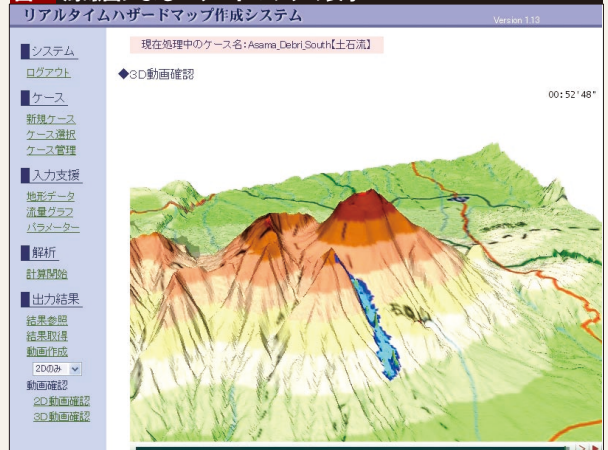 リアルタイムハザードマップ作成システム
Version 1.13
現在処理中のケース名:Asama_Debri_South【土石流】
システム
ログアウト
ケース
新規ケース
ケース選択
ケース管理
入力支援
地形データ
流量グラフ
パラメーター
解析
計算開始
出力結果
結果参照
結果取得
動画作成
2Dのみ
動画確認
2D動画確認
3D動画確認
◆3D動画確認
00:52'48"